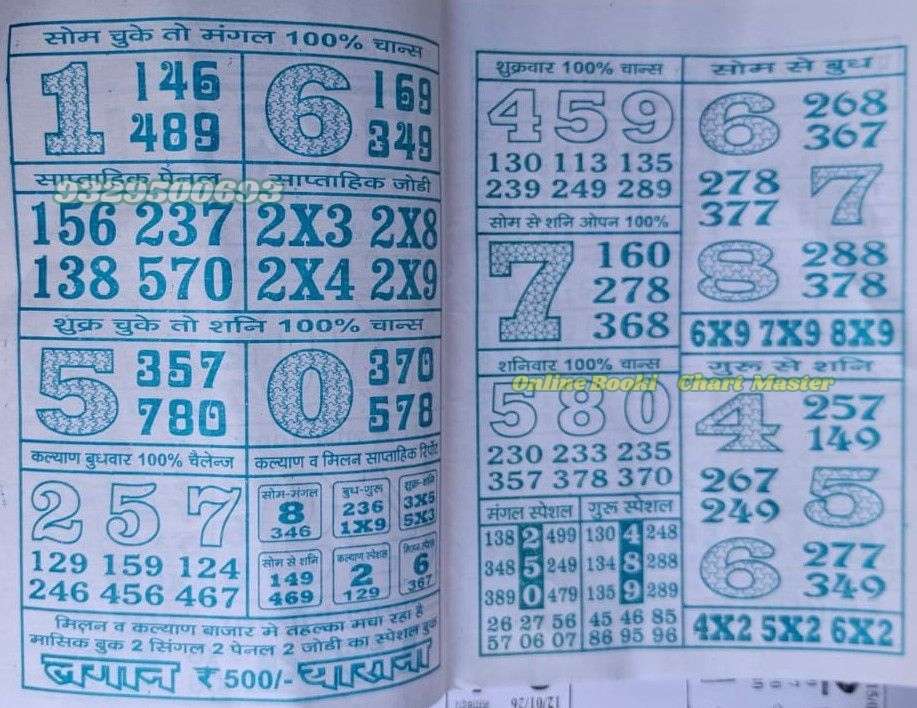 सोम चुके तो मंगल 100% चान्स
1 146 6 169
489 349
साप्ताहिक पॅनल साप्ताहिक जोडी
3329500693
156 237 2X3 2X8
138 570 2X4 2X9
शुक्र चुके तो शनि 100% चान्स
5 357 0 370
780 578
कल्याण बुधवार 100% चैलेन्ज
2 5 7
129 159 124
246 456 467
कल्याण व मिलन साप्ताहिक रिपोर्ट
सोम-मंगल बुध-गुरू शुक्र-शनि
8 236 3X5
346 1X9 5X3
सोम से शनि कल्याण स्पेशल मिलन स्पेशल
149 2 6
469 129 367
मिलन व कल्याण बाजार मे तहल्का मचा रहा है
मासिक बुक 2 सिंगल 2 पेनल 2 जोडी का स्पेशल बुक
₹500/-
शुक्रवार 100% चान्स
4 5 9
130 113 135
239 249 289
सोम से शनि ओपन 100%
7 160
278
368
शनिवार 100% चान्स
5 8 0
230 233 235
357 378 370
मंगल स्पेशल गुरू स्पेशल
138 2 499 130 4 248
348 5 249 134 8 288
389 0 479 135 9 289
26 27 56 45 46 85
57 06 07 86 95 96
सोम से बुध
6 268
367
278 7
377
8 288
378
6X9 7X9 8X9
गुरू से शनि
Online Booki Chart Master
4 257
149
267 5
249
6 277
349
4X2 5X2 6X2
12/01/26